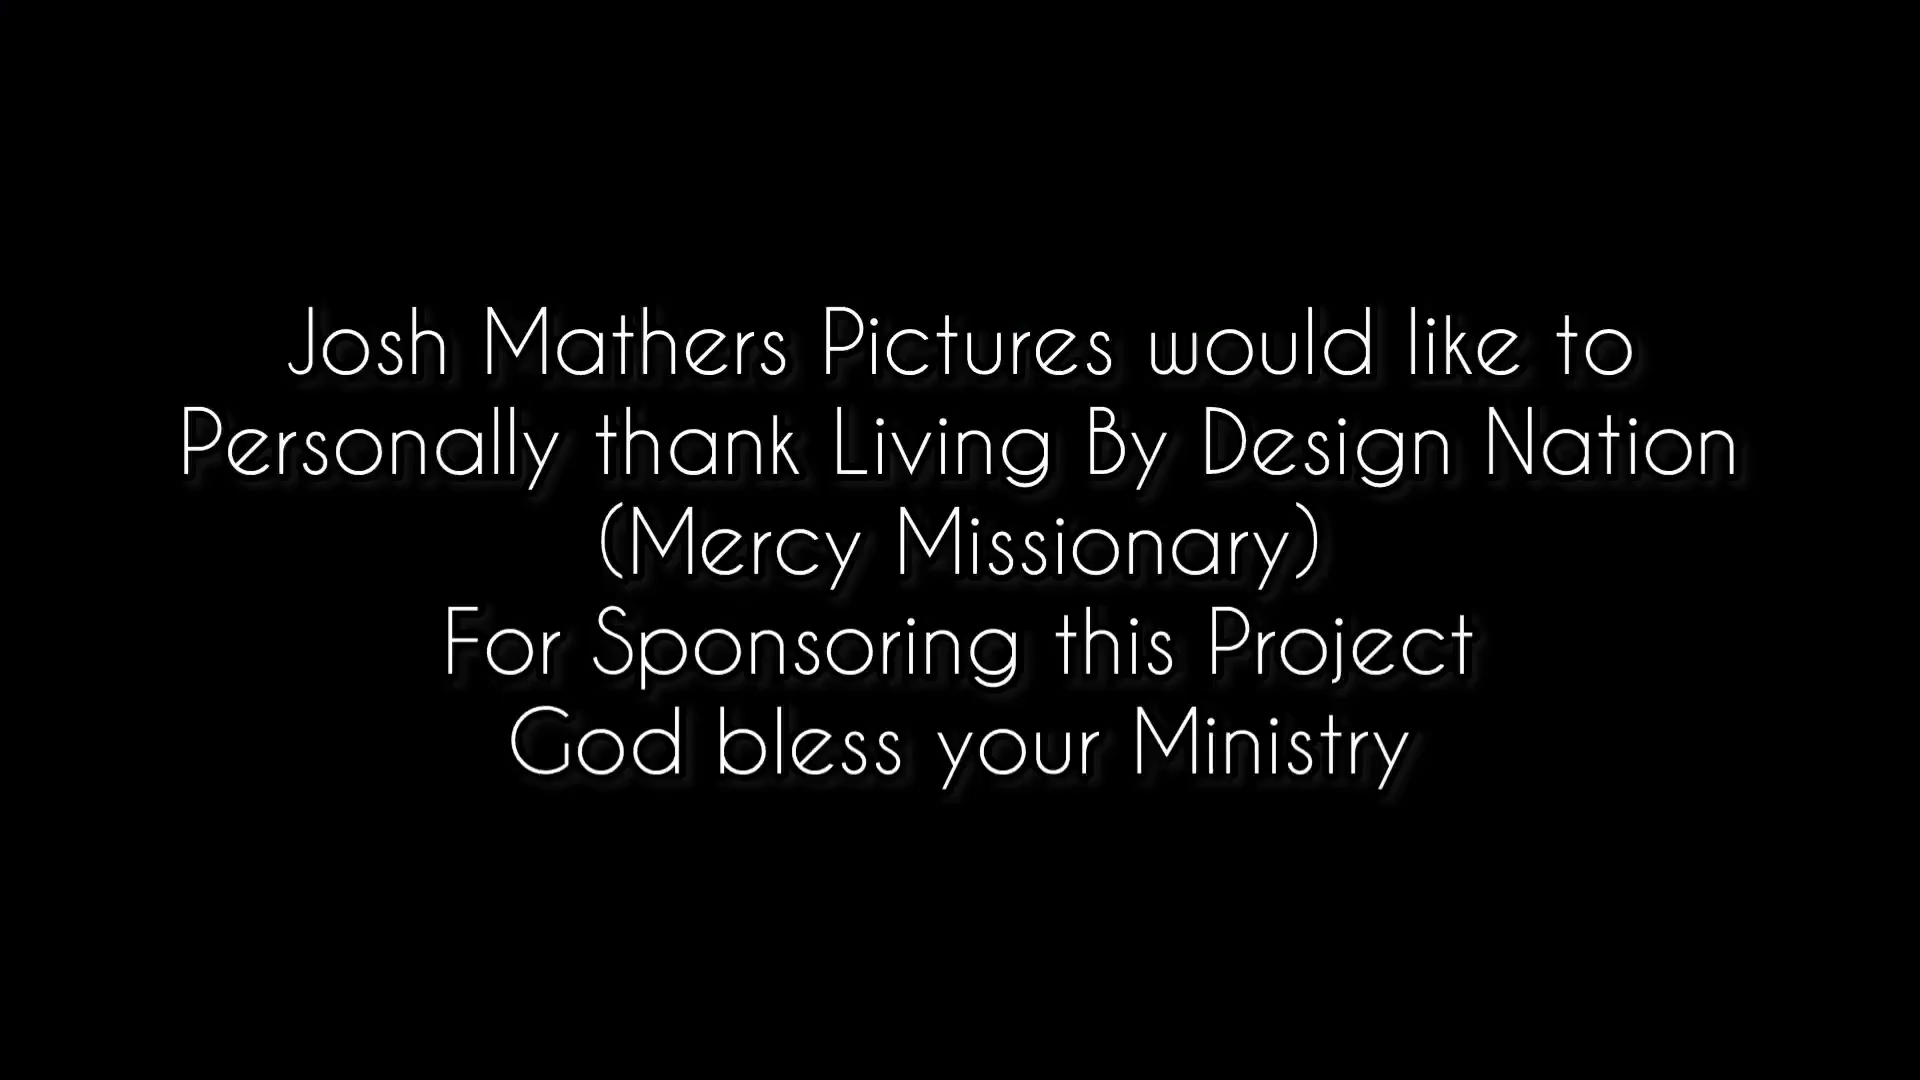 Josh Mathers Pictures would like to
Personally thank Living By Design Nation
(Mercy Missionary)
For Sponsoring this Project
God bless your Ministry